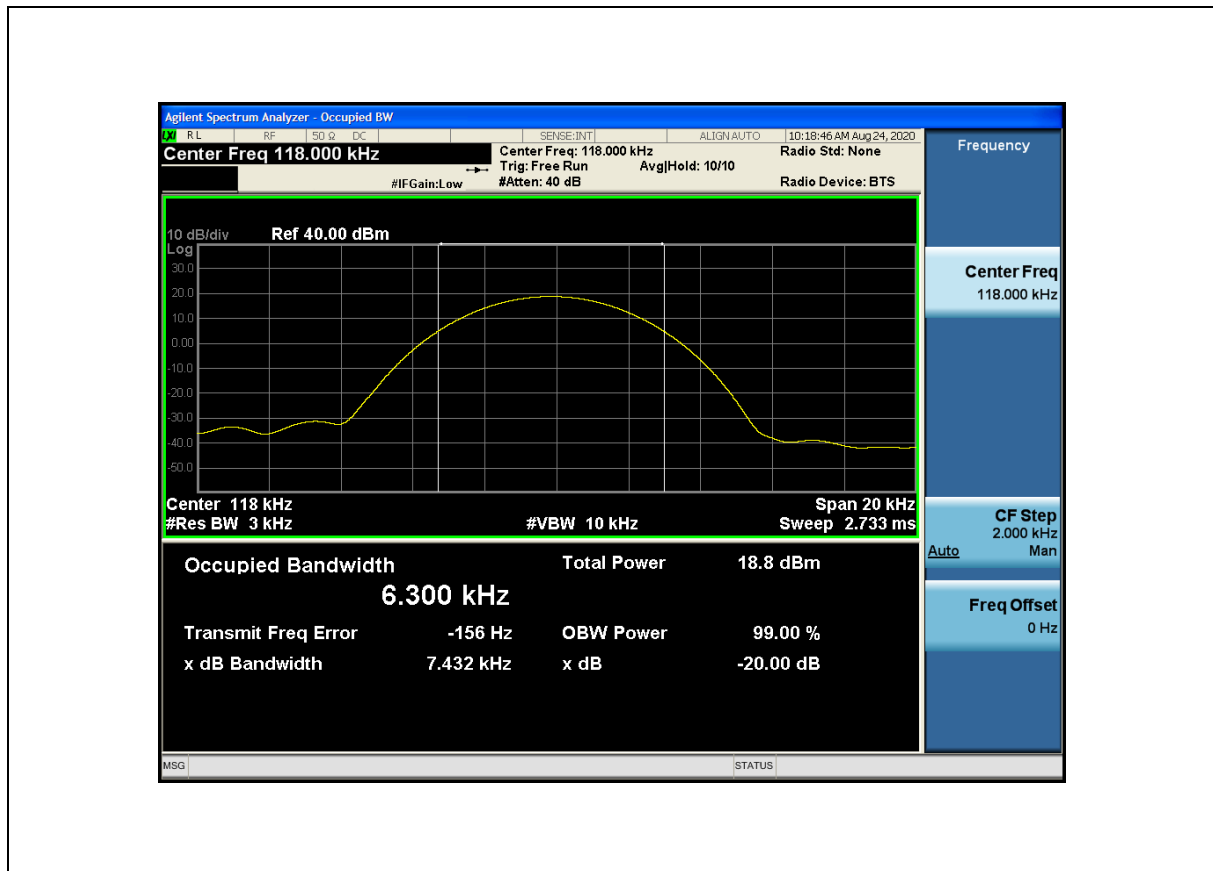 Agilent Spectrum Analyzer - Occupied BW
LXI RL RF 50 Ω DC SENSE:INT ALIGN AUTO 10:18:46 AM Aug 24, 2020
Center Freq 118.000 kHz Center Freq: 118.000 kHz Radio Std: None
Trig: Free Run Avg|Hold: 10/10
#IFGain:Low #Atten: 40 dB Radio Device: BTS
10 dB/div Ref 40.00 dBm
Log
30.0
20.0
10.0
0.00
-10.0
-20.0
-30.0
-40.0
-50.0
Center 118 kHz Span 20 kHz
#Res BW 3 kHz #VBW 10 kHz Sweep 2.733 ms
Occupied Bandwidth Total Power 18.8 dBm
6.300 kHz
Transmit Freq Error -156 Hz OBW Power 99.00 %
x dB Bandwidth 7.432 kHz x dB -20.00 dB
MSG STATUS
Frequency
Center Freq
118.000 kHz
CF Step
2.000 kHz
Auto Man
Freq Offset
0 Hz